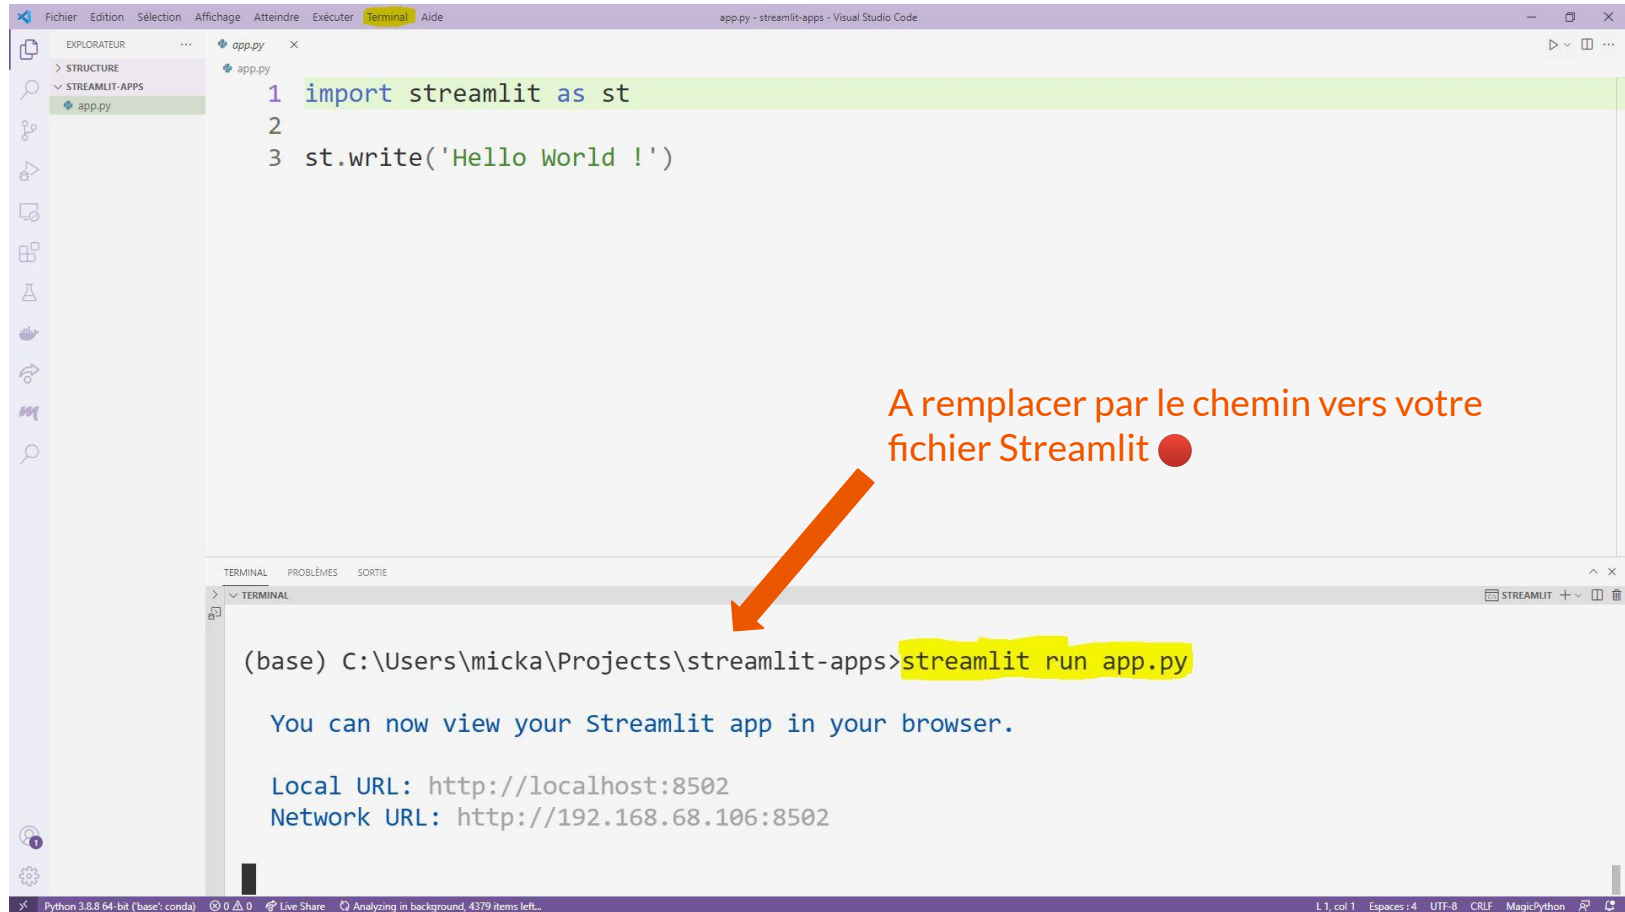 Fichier Edition Sélection Affichage Atteindre Exécuter Terminal Aide
app.py - streamlit-apps - Visual Studio Code
EXPLORATEUR
STRUCTURE
STREAMLIT-APPS
app.py
app.py
app.py
1 import streamlit as st
2
3 st.write('Hello World !')
A remplacer par le chemin vers votre
fichier Streamlit
TERMINAL PROBLÈMES SORTIE
TERMINAL
STREAMLIT
(base) C:\Users\micka\Projects\streamlit-apps>streamlit run app.py
You can now view your Streamlit app in your browser.
Local URL: http://localhost:8502
Network URL: http://192.168.68.106:8502
1
Python 3.8.8 64-bit ('base': conda) 0 0 Live Share Analyzing in background, 4379 items left... L 1, col 1 Espaces : 4 UTF-8 CRLF MagicPython